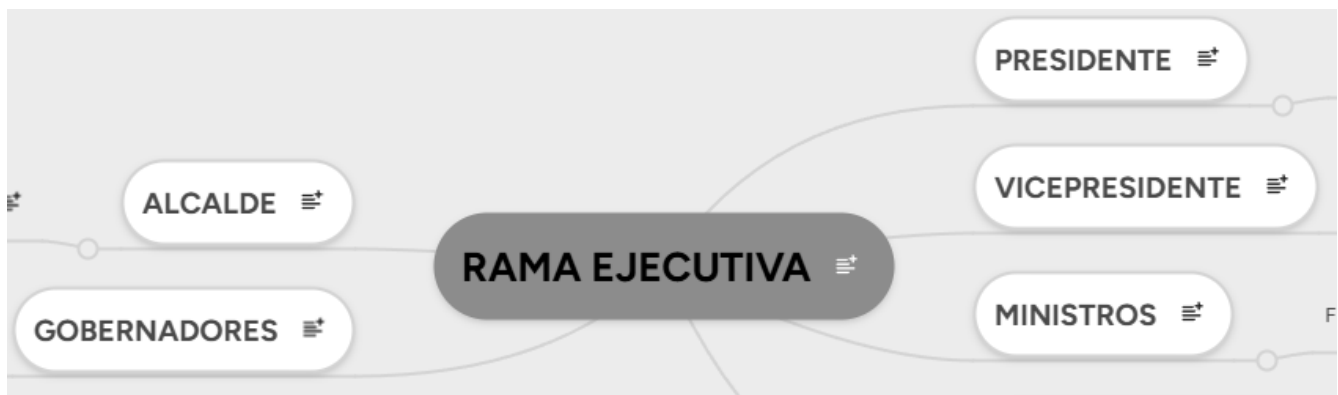 PRESIDENTE
VICEPRESIDENTE
ALCALDE
RAMA EJECUTIVA
GOBERNADORES
MINISTROS
F